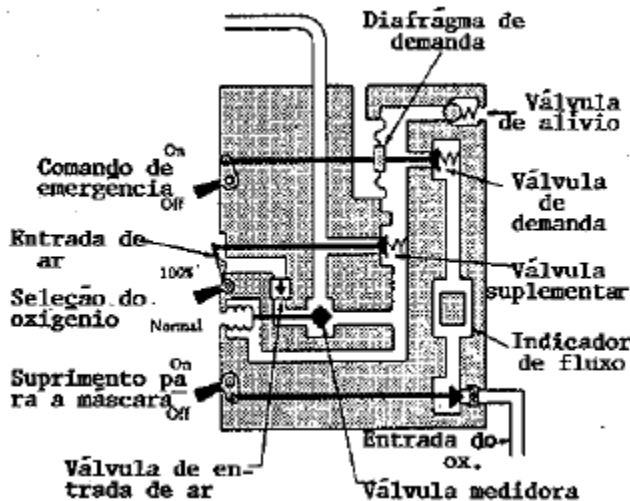 Diafrágma de
demanda
Válvula
de alívio
On
Comando de
emergência
Off
Válvula
de
demanda
Entrada de
ar
100%
Seleção do
oxigênio
Normal
Válvula
suplementar
Indicador
de fluxo
On
Suprimento pa
ra a máscara
Off
Entrada do
ox.
Válvula de en-
trada de ar
Válvula medidora